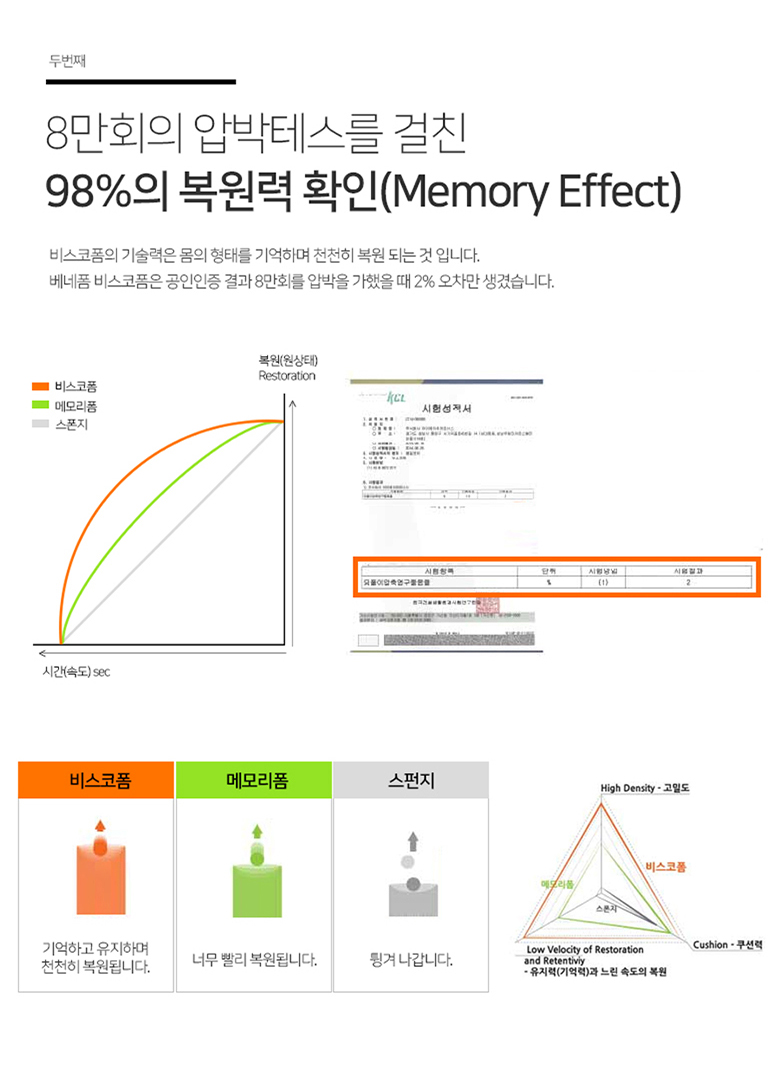 두번째
8만회의 압박테스를 걸친
98%의 복원력 확인(Memory Effect)
비스코폼의 기술력은 몸의 형태를 기억하며 천천히 복원 되는 것 입니다.
베네폼 비스코폼은 공인인증 결과 8만회를 압박을 가했을 때 2% 오차만 생겼습니다.
비스코폼
메모리폼
스폰지
복원(원상태)
Restoration
시간(속도) sec
KCL
시험성적서
시험항목 단위 시험방법 시험결과
% (1) 2
비스코폼
기억하고 유지하며
천천히 복원됩니다.
메모리폼
너무 빨리 복원됩니다.
스펀지
튕겨 나갑니다.
High Density - 고밀도
비스코폼
메모리폼
스폰지
Cushion - 쿠션력
Low Velocity of Restoration
and Retentiviy
- 유지력(기억력)과 느린 속도의 복원